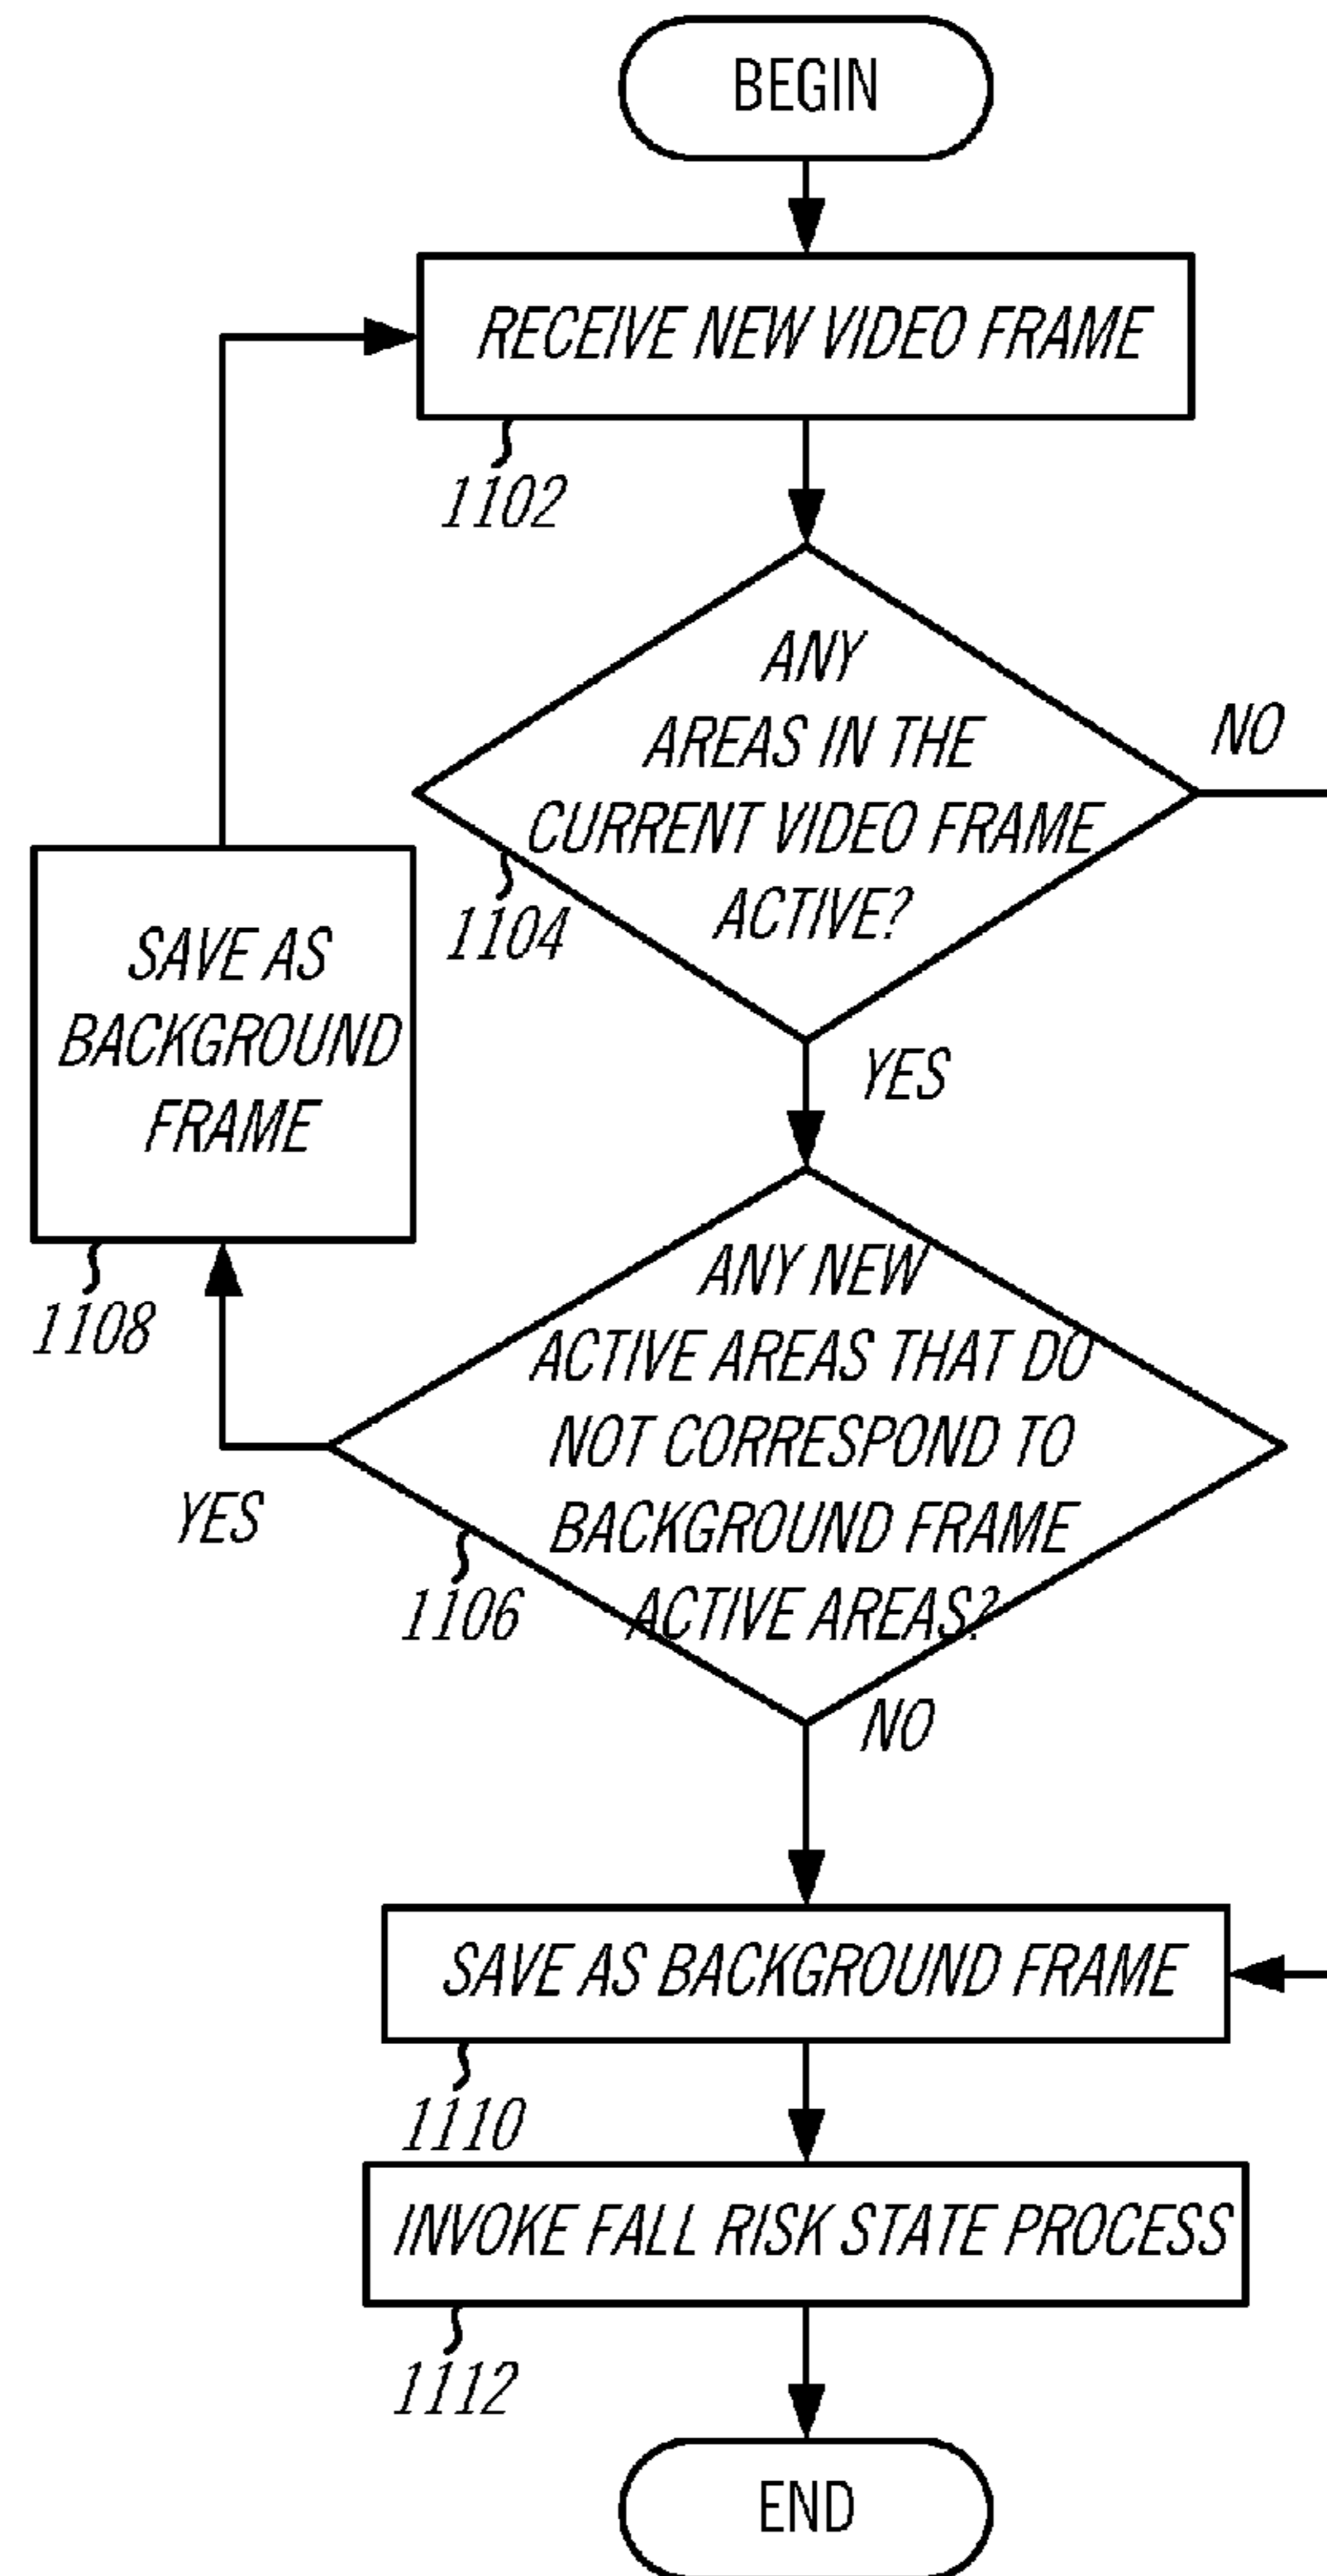 BEGIN
RECEIVE NEW VIDEO FRAME
1102
ANY
AREAS IN THE
CURRENT VIDEO FRAME
ACTIVE?
NO
1104
YES
SAVE AS
BACKGROUND
FRAME
1108
ANY NEW
ACTIVE AREAS THAT DO
NOT CORRESPOND TO
BACKGROUND FRAME
ACTIVE AREAS?
YES
1106
NO
SAVE AS BACKGROUND FRAME
1110
INVOKE FALL RISK STATE PROCESS
1112
END